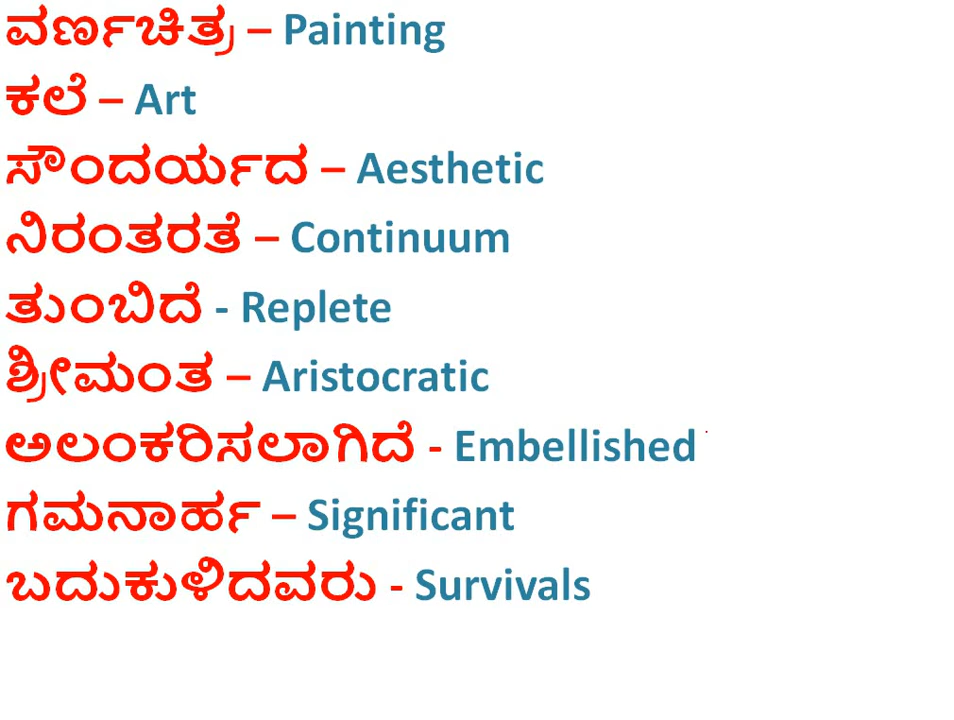 ವರ್ಣಚಿತ್ರ – Painting
ಕಲೆ – Art
ಸೌಂದರ್ಯದ – Aesthetic
ನಿರಂತರತೆ – Continuum
ತುಂಬಿದೆ - Replete
ಶ್ರೀಮಂತ – Aristocratic
ಅಲಂಕರಿಸಲಾಗಿದೆ - Embellished
ಗಮನಾರ್ಹ – Significant
ಬದುಕುಳಿದವರು - Survivals